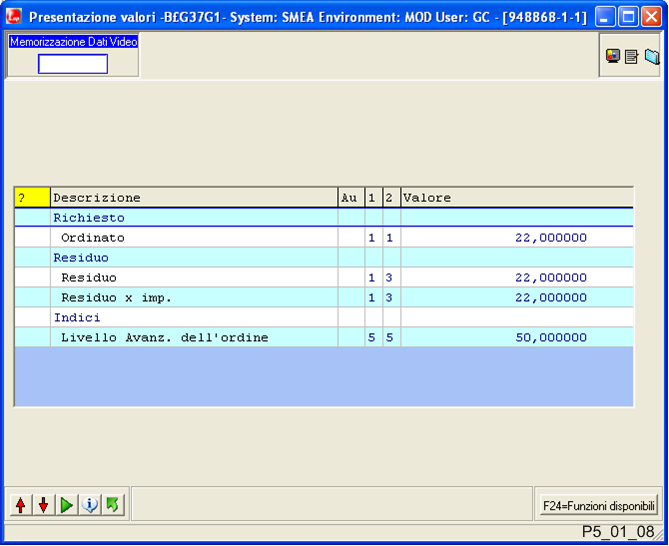 Presentazione valori -B£G37G1- System: SMEA Environment: MOD User: GC - [948868-1-1]
Memorizzazione Dati Video
? Descrizione Au 1 2 Valore
Richiesto
Ordinato 1 1 22,000000
Residuo
Residuo 1 3 22,000000
Residuo x imp. 1 3 22,000000
Indici
Livello Avanz. dell'ordine 5 5 50,000000
F24=Funzioni disponibili
P5_01_08